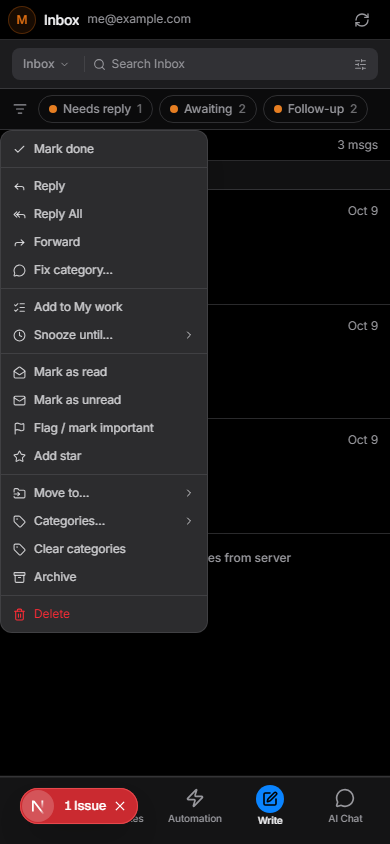 M Inbox me@example.com
Inbox Search Inbox
Needs reply 1 Awaiting 2 Follow-up 2
3 msgs
Mark done
Reply
Oct 9
Reply All
Forward
Fix category...
Add to My work
Snooze until...
Oct 9
Mark as read
Mark as unread
Flag / mark important
Oct 9
Add star
Move to...
Categories...
Clear categories
es from server
Archive
Delete
N 1 Issue
es Automation Write AI Chat